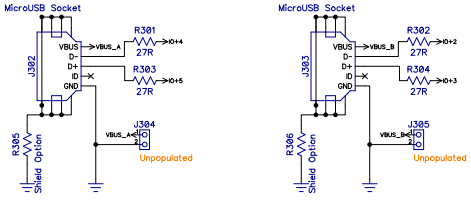 MicroUSB Socket
J302
VBUS
VBUS_A
D-
D+
ID
GND
R301
27R
IO+4
R303
27R
IO+5
R305
Shield Option
J304
VBUS_A
1
2
Unpopulated
MicroUSB Socket
J303
VBUS
VBUS_B
D-
D+
ID
GND
R302
27R
IO+2
R304
27R
IO+3
R306
Shield Option
J305
VBUS_B
1
2
Unpopulated